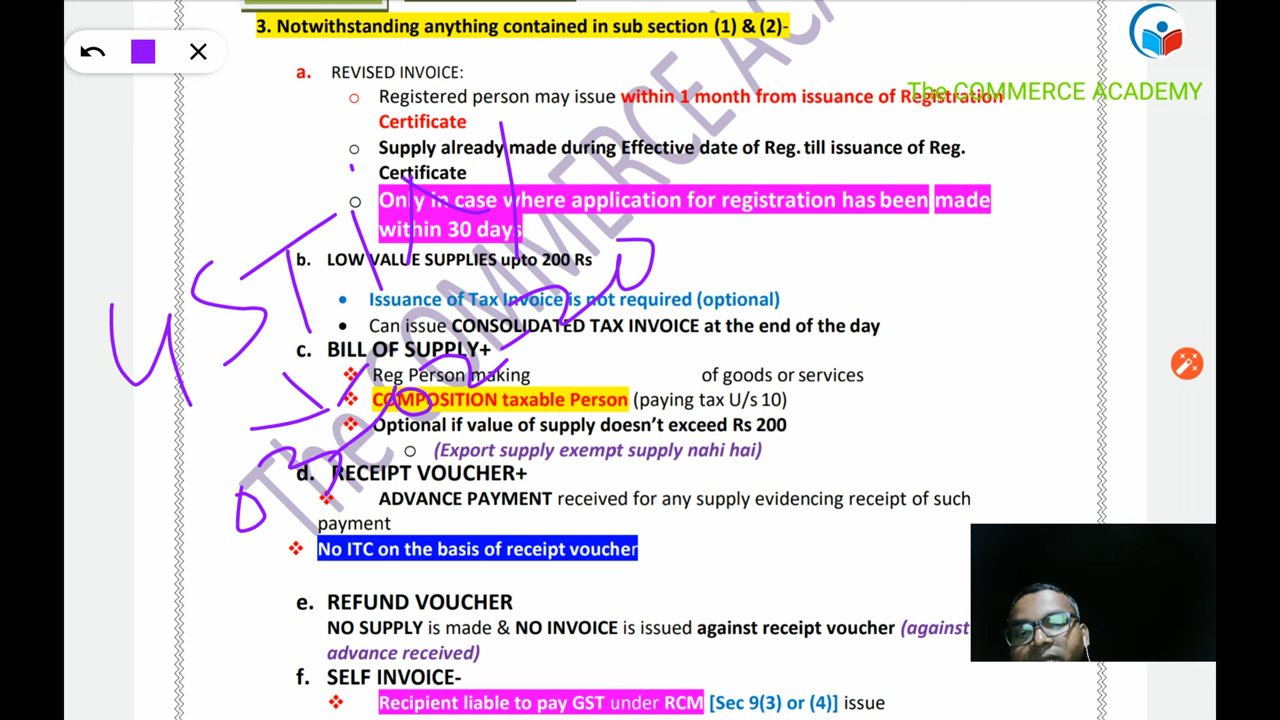 3. Notwithstanding anything contained in sub section (1) & (2)-
The COMMERCE ACADEMY
a. REVISED INVOICE:
o Registered person may issue within 1 month from issuance of Registration
Certificate
o Supply already made during Effective date of Reg. till issuance of Reg.
Certificate
o Only in case where application for registration has been made
within 30 days
b. LOW VALUE SUPPLIES upto 200 Rs
• Issuance of Tax Invoice is not required (optional)
• Can issue CONSOLIDATED TAX INVOICE at the end of the day
c. BILL OF SUPPLY+
Reg Person making of goods or services
COMPOSITION taxable Person (paying tax U/s 10)
Optional if value of supply doesn't exceed Rs 200
o (Export supply exempt supply nahi hai)
d. RECEIPT VOUCHER+
ADVANCE PAYMENT received for any supply evidencing receipt of such
payment
No ITC on the basis of receipt voucher
e. REFUND VOUCHER
NO SUPPLY is made & NO INVOICE is issued against receipt voucher (against
advance received)
f. SELF INVOICE-
Recipient liable to pay GST under RCM [Sec 9(3) or (4)] issue
The COMMERCE ACA
GSTIN